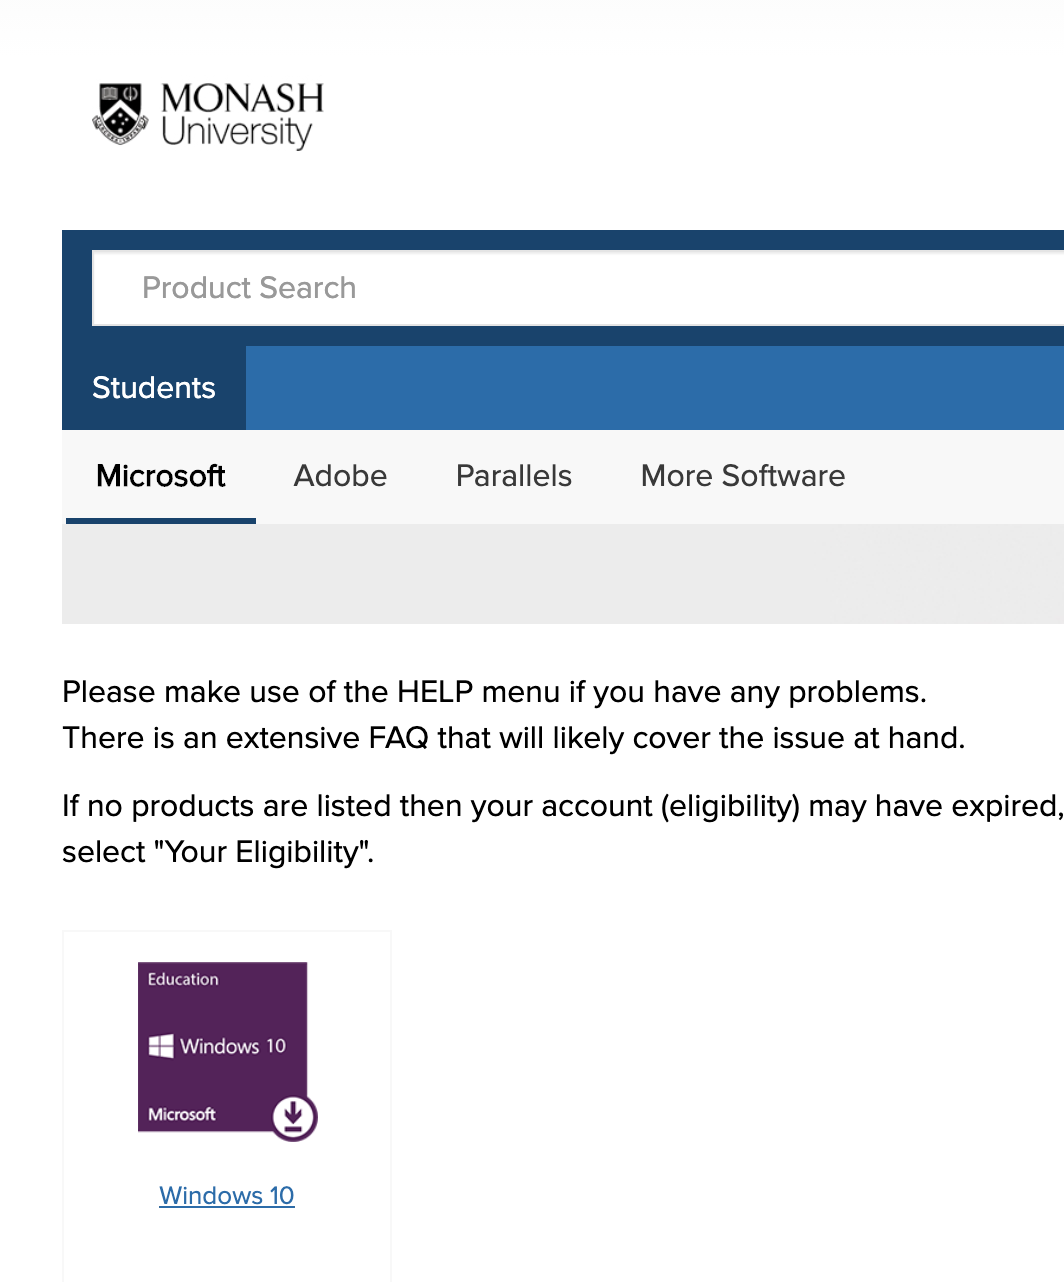 MONASH
University
Product Search
Students
Microsoft Adobe Parallels More Software
Please make use of the HELP menu if you have any problems.
There is an extensive FAQ that will likely cover the issue at hand.
If no products are listed then your account (eligibility) may have expired,
select "Your Eligibility".
Education
Windows 10
Microsoft
Windows 10